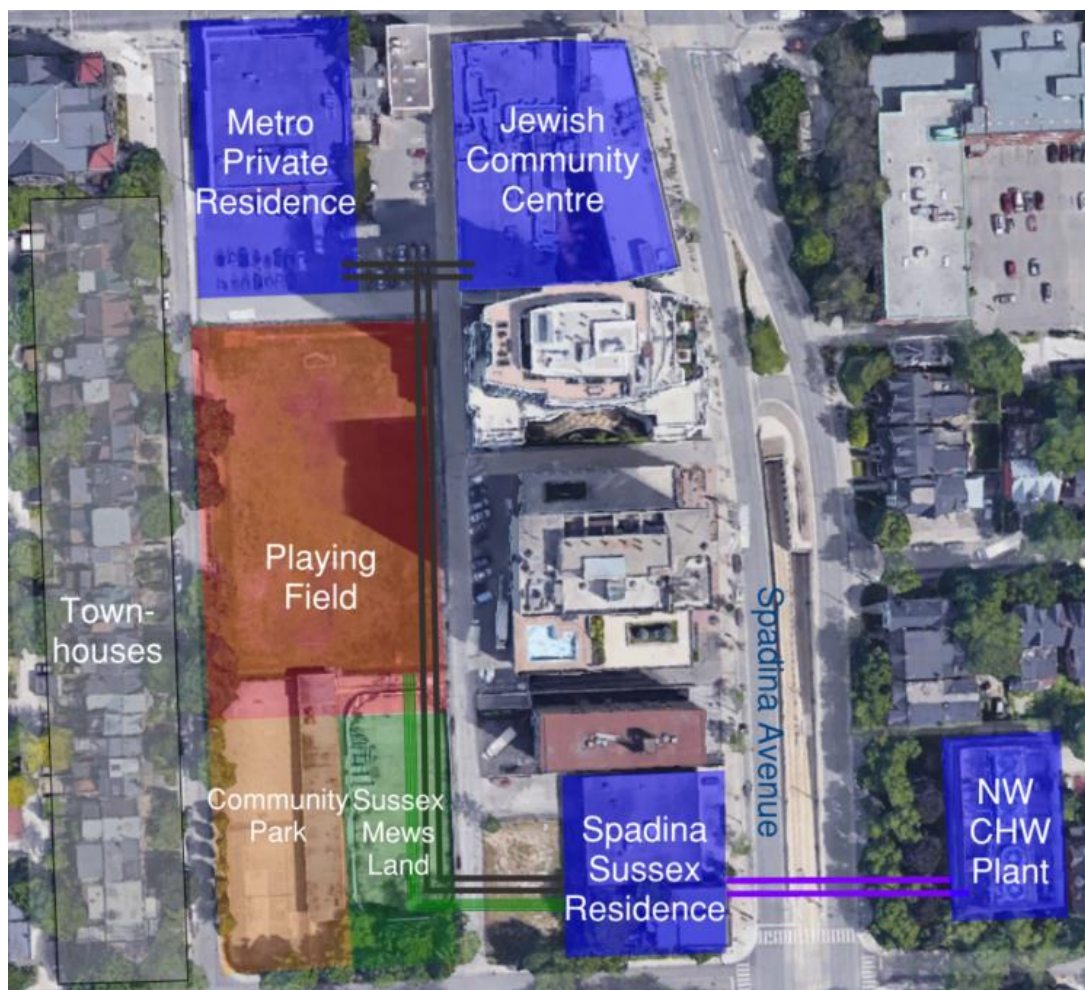 Metro
Private
Residence
Jewish
Community
Centre
Playing
Field
Town-
houses
Spadina Avenue
Community
Park
Sussex
Mews
Land
Spadina
Sussex
Residence
NW
CHW
Plant